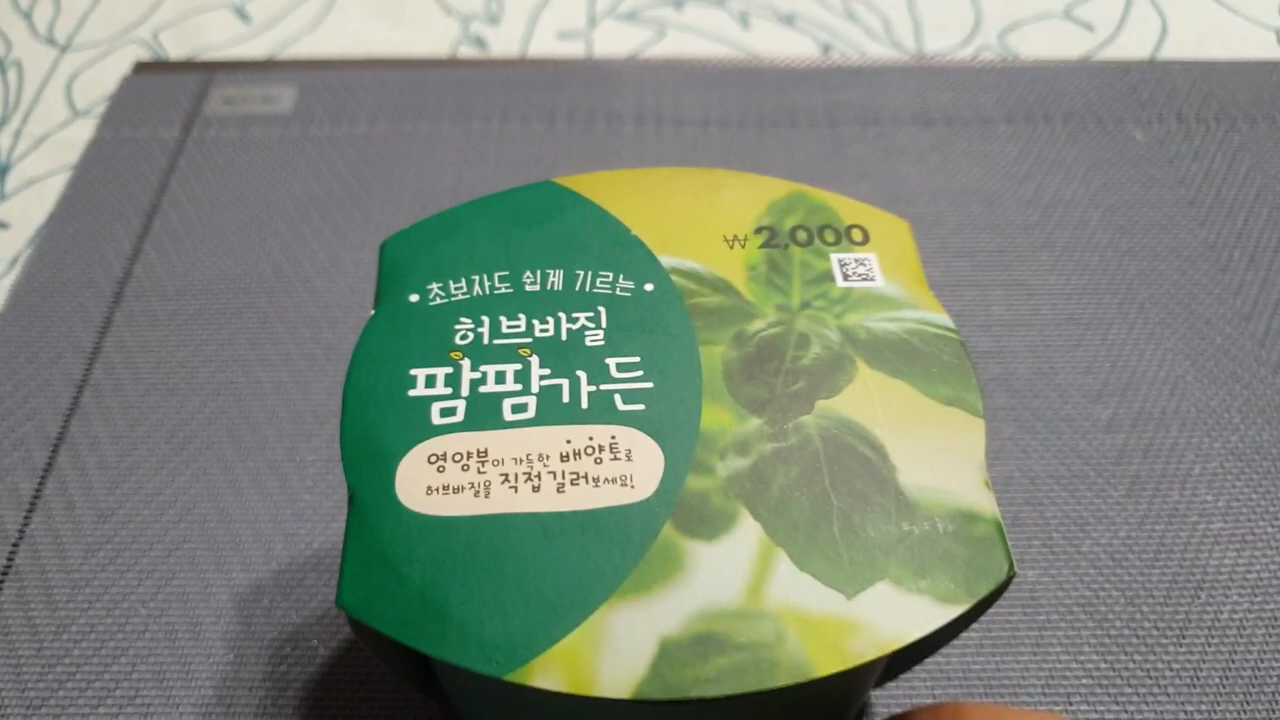 ₩2,000
• 초보자도 쉽게 기르는 •
허브바질
팜팜가든
영양분이 가득한 배양토로
허브바질을 직접길러보세요!